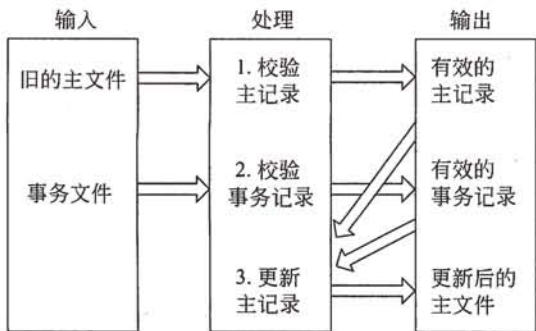 输入
处理
输出
旧的主文件
1. 校验
主记录
有效的
主记录
事务文件
2. 校验
事务记录
有效的
事务记录
3. 更新
主记录
更新后的
主文件